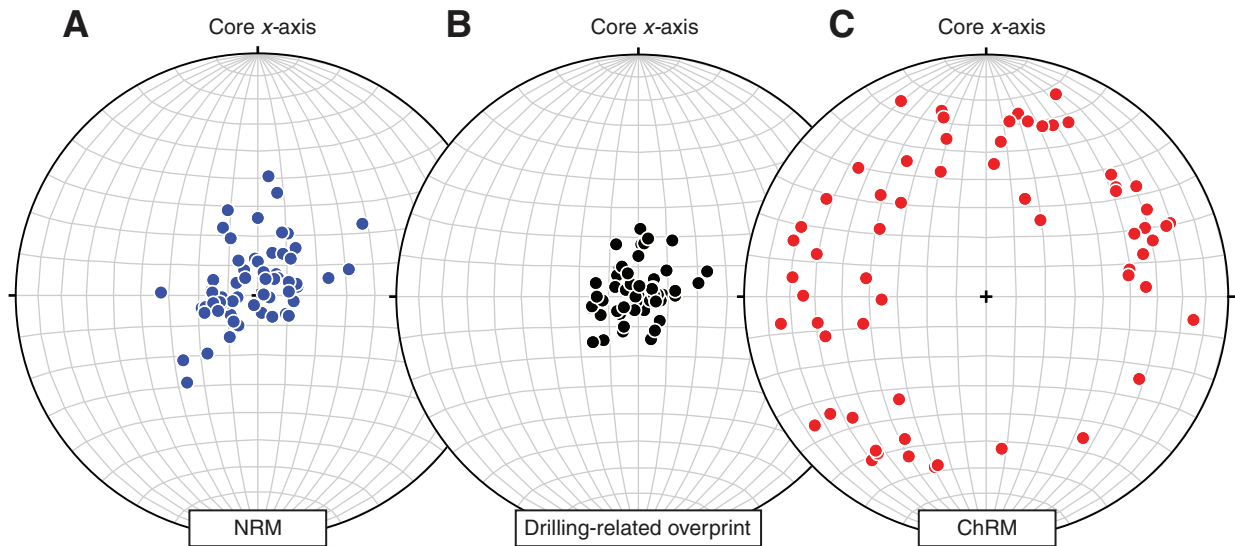 A
Core x-axis
NRM
B
Core x-axis
Drilling-related overprint
C
Core x-axis
ChRM